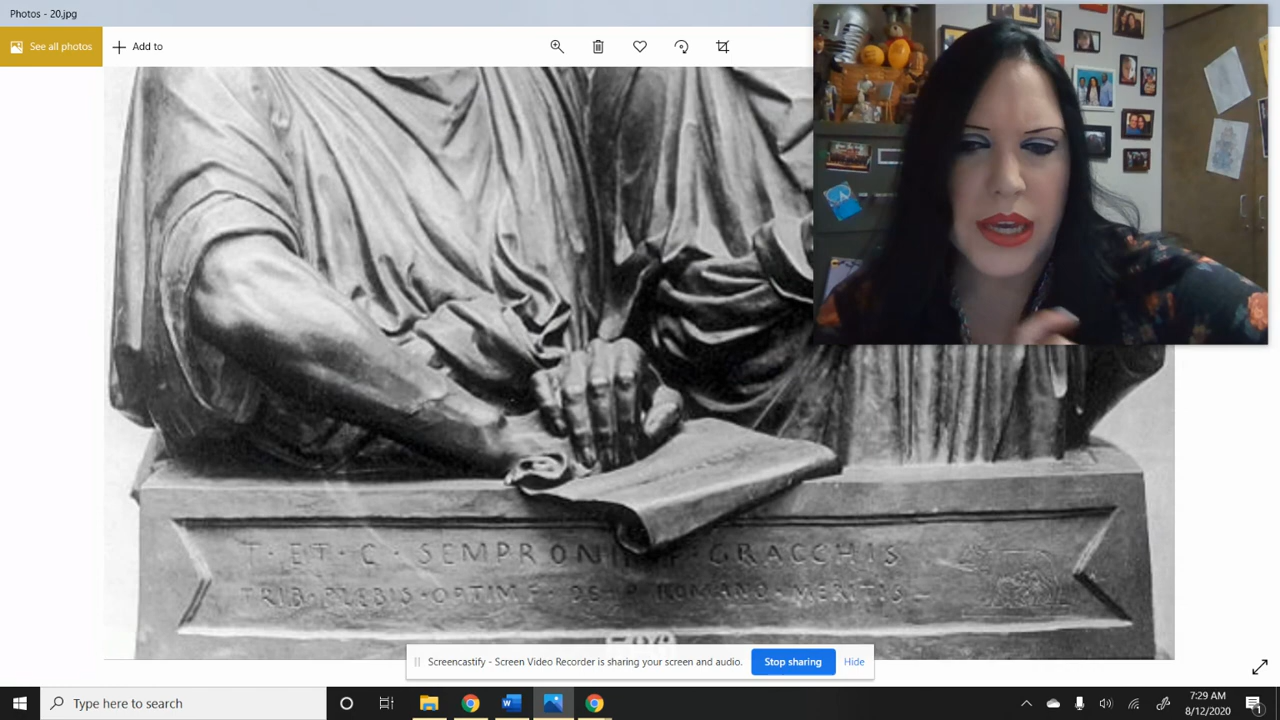 Photos - 20.jpg
See all photos
Add to
T · ET · C · SEMPRONI GRACCHIS
TRIB · PLEBIS · OPTIM E · DE · P · ROMANO · MERITIS
Screencastify - Screen Video Recorder is sharing your screen and audio.
Stop sharing
Hide
Type here to search
7:29 AM
8/12/2020
1